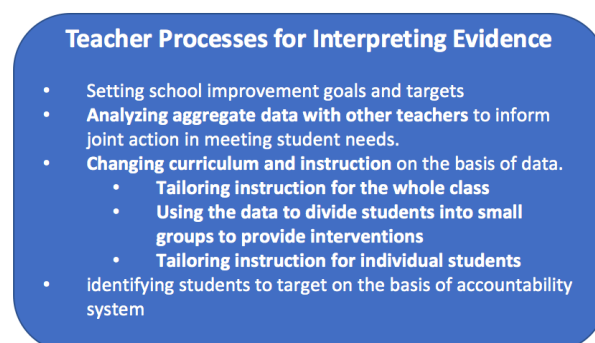 Teacher Processes for Interpreting Evidence
• Setting school improvement goals and targets
• Analyzing aggregate data with other teachers to inform
joint action in meeting student needs.
• Changing curriculum and instruction on the basis of data.
• Tailoring instruction for the whole class
• Using the data to divide students into small
groups to provide interventions
• Tailoring instruction for individual students
• identifying students to target on the basis of accountability
system